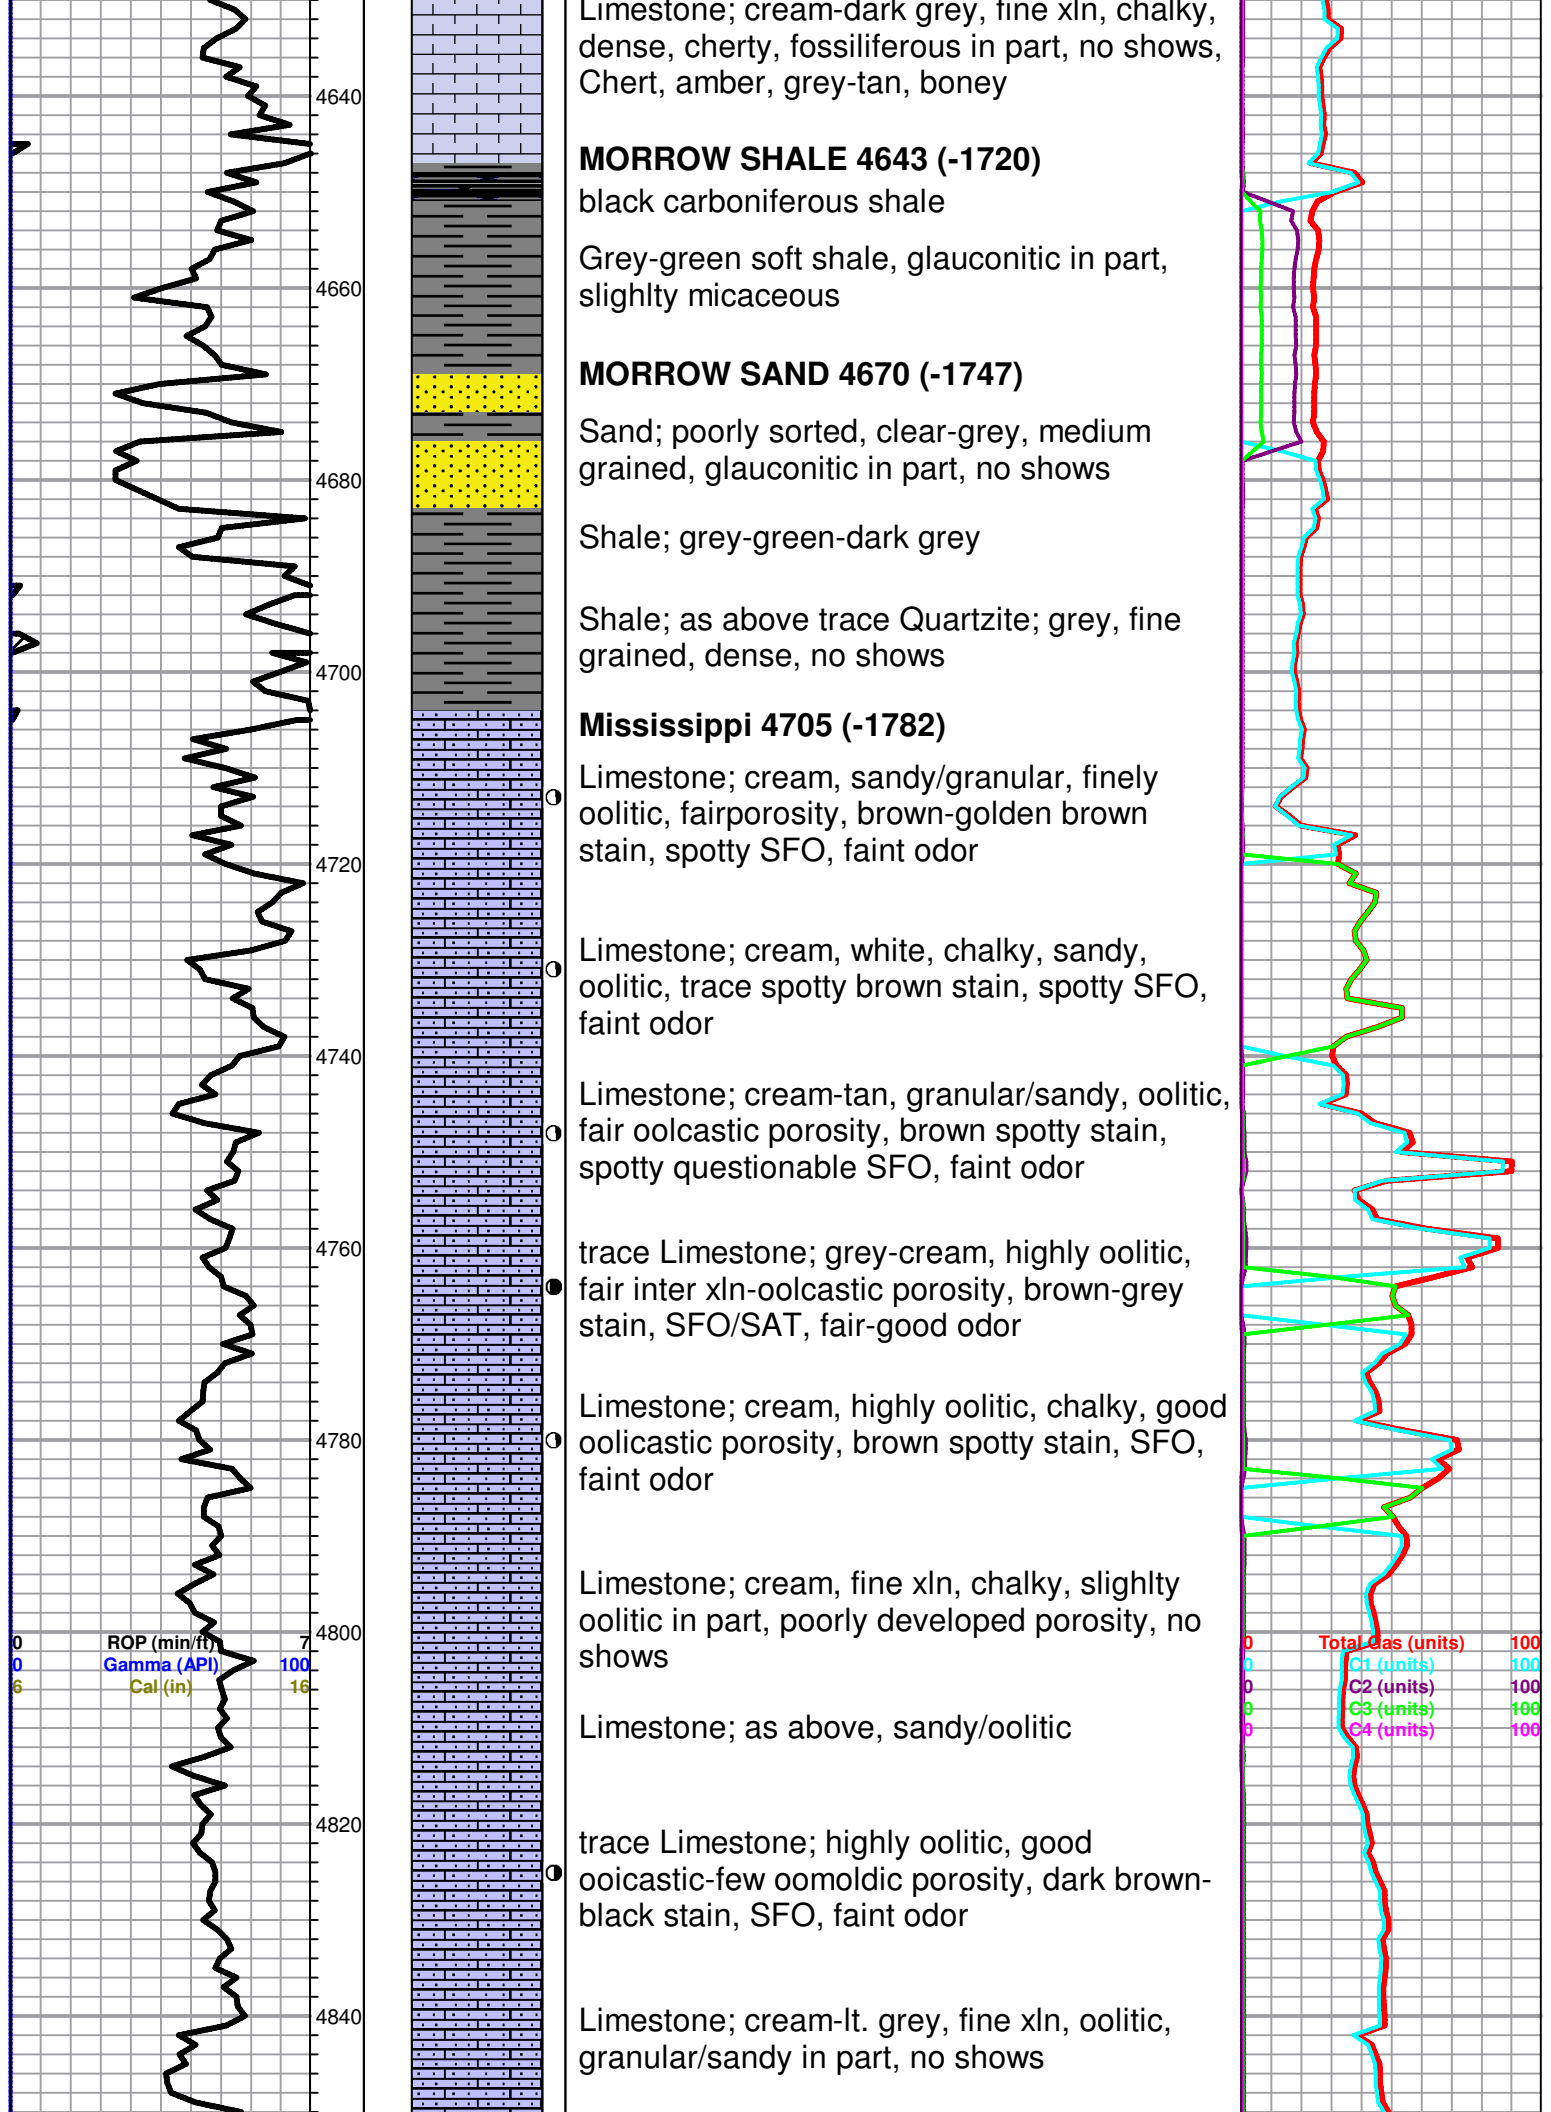 Limestone; cream-dark grey, fine xln, chalky,
dense, cherty, fossiliferous in part, no shows,
Chert, amber, grey-tan, boney
4640
MORROW SHALE 4643 (-1720)
black carboniferous shale
Grey-green soft shale, glauconitic in part,
slighlty micaceous
4660
MORROW SAND 4670 (-1747)
Sand; poorly sorted, clear-grey, medium
grained, glauconitic in part, no shows
4680
Shale; grey-green-dark grey
Shale; as above trace Quartzite; grey, fine
grained, dense, no shows
4700
Mississippi 4705 (-1782)
Limestone; cream, sandy/granular, finely
oolitic, fairporosity, brown-golden brown
stain, spotty SFO, faint odor
4720
Limestone; cream, white, chalky, sandy,
oolitic, trace spotty brown stain, spotty SFO,
faint odor
4740
Limestone; cream-tan, granular/sandy, oolitic,
fair oolcastic porosity, brown spotty stain,
spotty questionable SFO, faint odor
4760
trace Limestone; grey-cream, highly oolitic,
fair inter xln-oolcastic porosity, brown-grey
stain, SFO/SAT, fair-good odor
Limestone; cream, highly oolitic, chalky, good
4780
oolicastic porosity, brown spotty stain, SFO,
faint odor
Limestone; cream, fine xln, chalky, slighlty
oolitic in part, poorly developed porosity, no
shows
4800
0 ROP (min/ft) 7
0 Gamma (API) 100
6 Cal (in) 16
0 Total Gas (units) 100
0 C1 (units) 100
0 C2 (units) 100
0 C3 (units) 100
0 C4 (units) 100
Limestone; as above, sandy/oolitic
4820
trace Limestone; highly oolitic, good
ooicastic-few oomoldic porosity, dark brown-
black stain, SFO, faint odor
4840
Limestone; cream-lt. grey, fine xln, oolitic,
granular/sandy in part, no shows